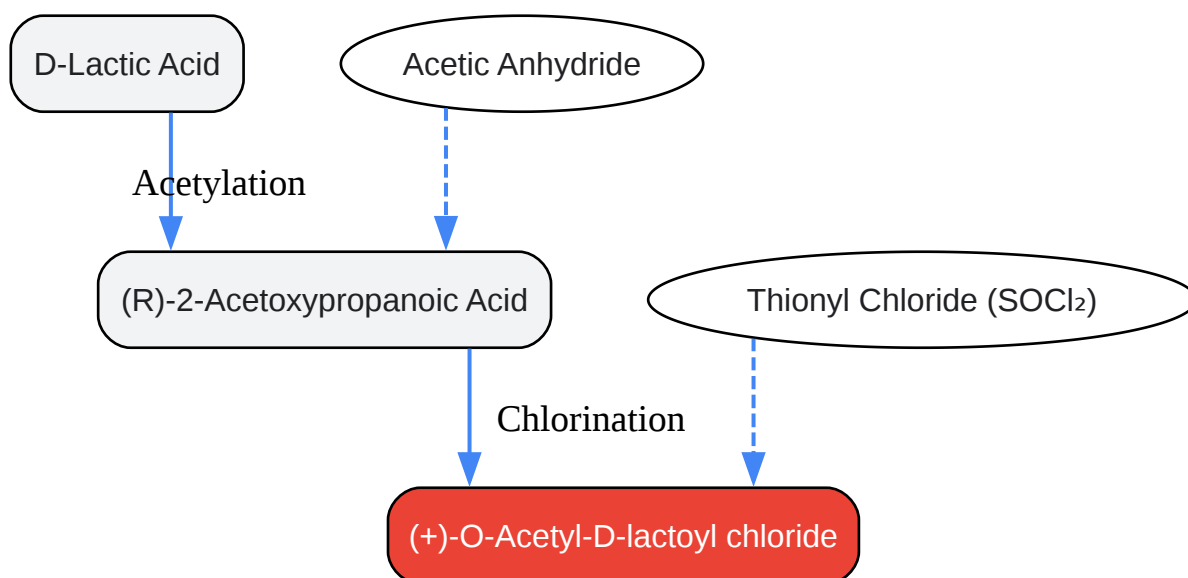 D-Lactic Acid
Acetic Anhydride
Acetylation
(R)-2-Acetoxypropanoic Acid
Thionyl Chloride (SOCl₂)
Chlorination
(+)-O-Acetyl-D-lactoyl chloride